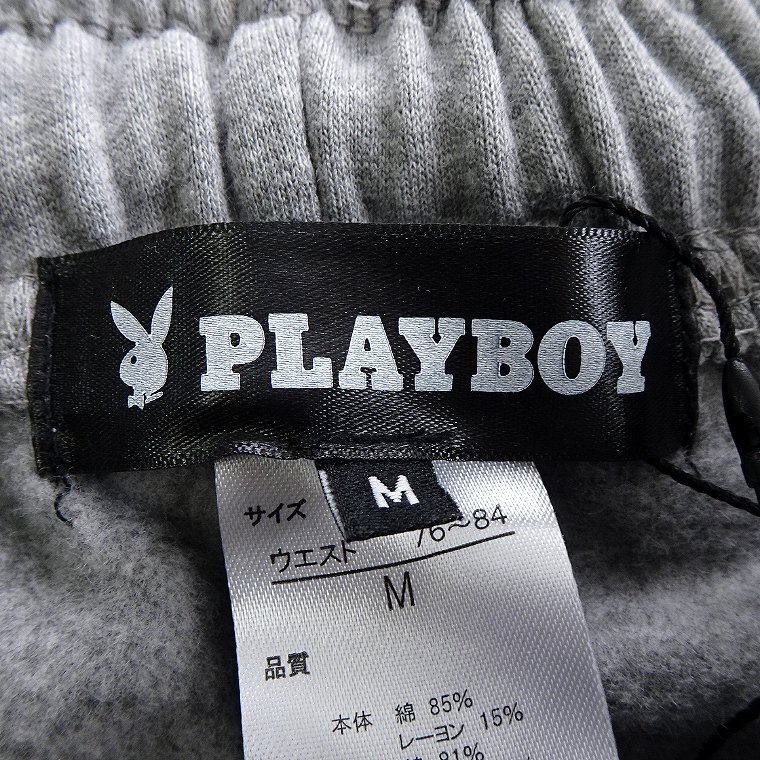 PLAYBOY
M
サイズ
ウエスト 76～84
M
品質
本体 綿 85%
レーヨン 15%
81%